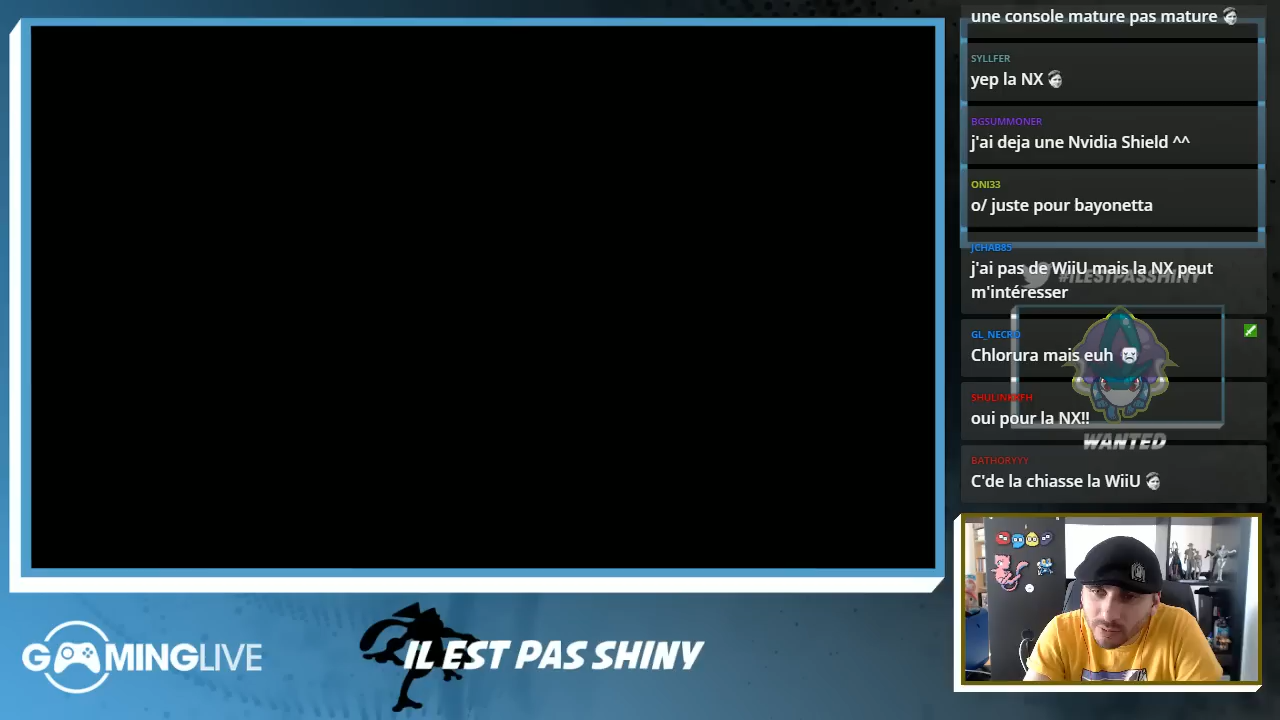 une console mature pas mature
SYLLFER
yep la NX
BGSUMMONER
j'ai deja une Nvidia Shield ^^
ONI33
o/ juste pour bayonetta
JCHAB85
j'ai pas de WiiU mais la NX peut
m'intéresser
#ILESTPASSHINY
GL_NECRO
Chlorura mais euh
SHULINKEFH
oui pour la NX!!
WANTED
BATHORYYY
C'de la chiasse la WiiU
GAMINGLIVE
IL EST PAS SHINY